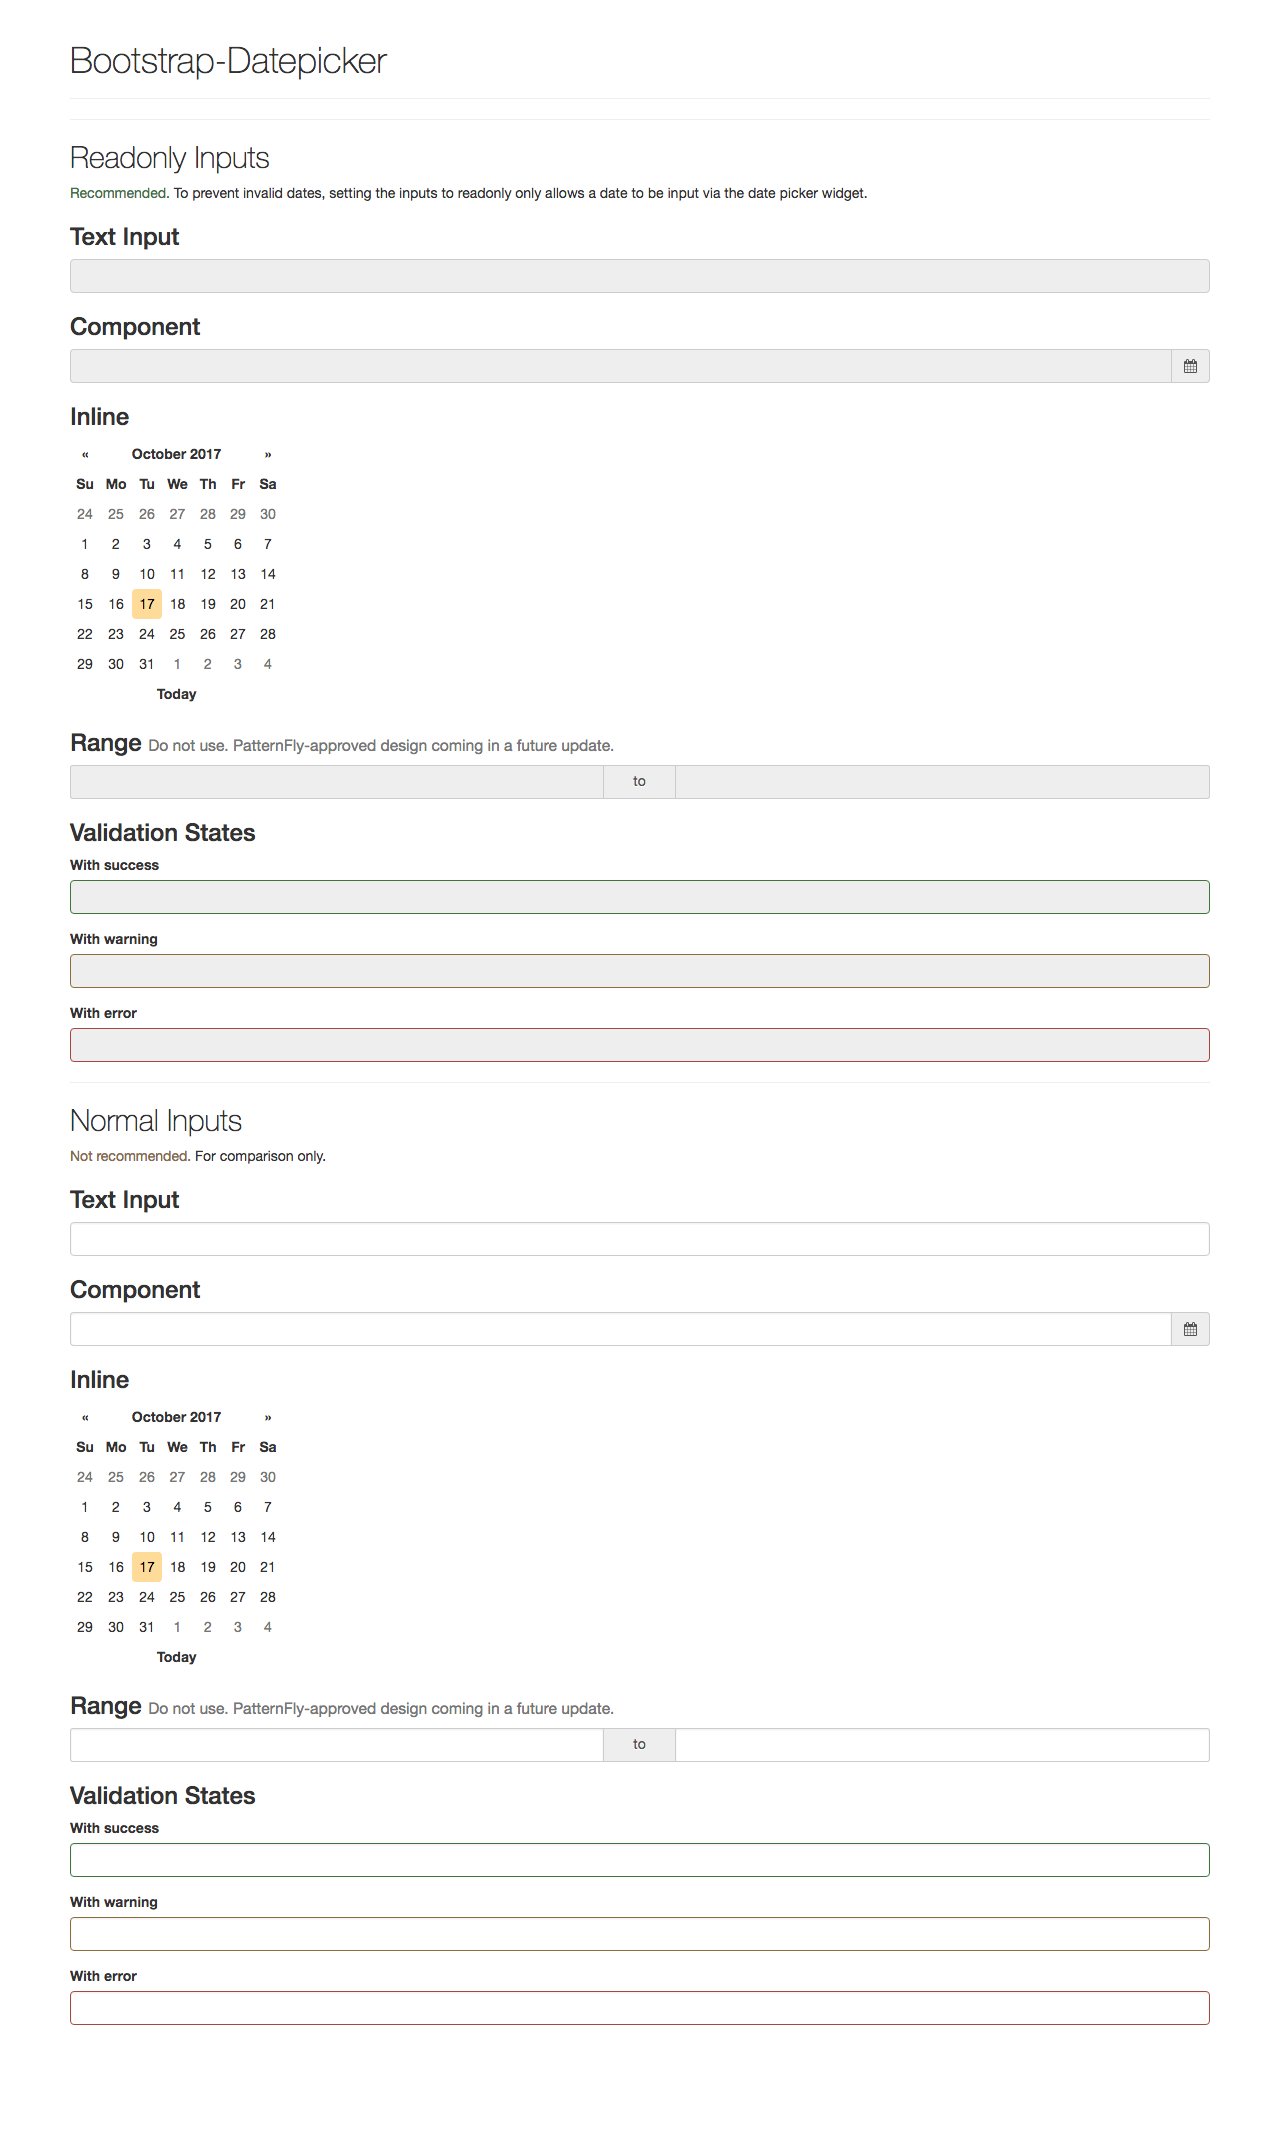 Bootstrap-Datepicker
Readonly Inputs
Recommended. To prevent invalid dates, setting the inputs to readonly only allows a date to be input via the date picker widget.
Text Input
Component
Inline
« October 2017 »
Su Mo Tu We Th Fr Sa
24 25 26 27 28 29 30
1 2 3 4 5 6 7
8 9 10 11 12 13 14
15 16 17 18 19 20 21
22 23 24 25 26 27 28
29 30 31 1 2 3 4
Today
Range Do not use. PatternFly-approved design coming in a future update.
to
Validation States
With success
With warning
With error
Normal Inputs
Not recommended. For comparison only.
Text Input
Component
Inline
« October 2017 »
Su Mo Tu We Th Fr Sa
24 25 26 27 28 29 30
1 2 3 4 5 6 7
8 9 10 11 12 13 14
15 16 17 18 19 20 21
22 23 24 25 26 27 28
29 30 31 1 2 3 4
Today
Range Do not use. PatternFly-approved design coming in a future update.
to
Validation States
With success
With warning
With error